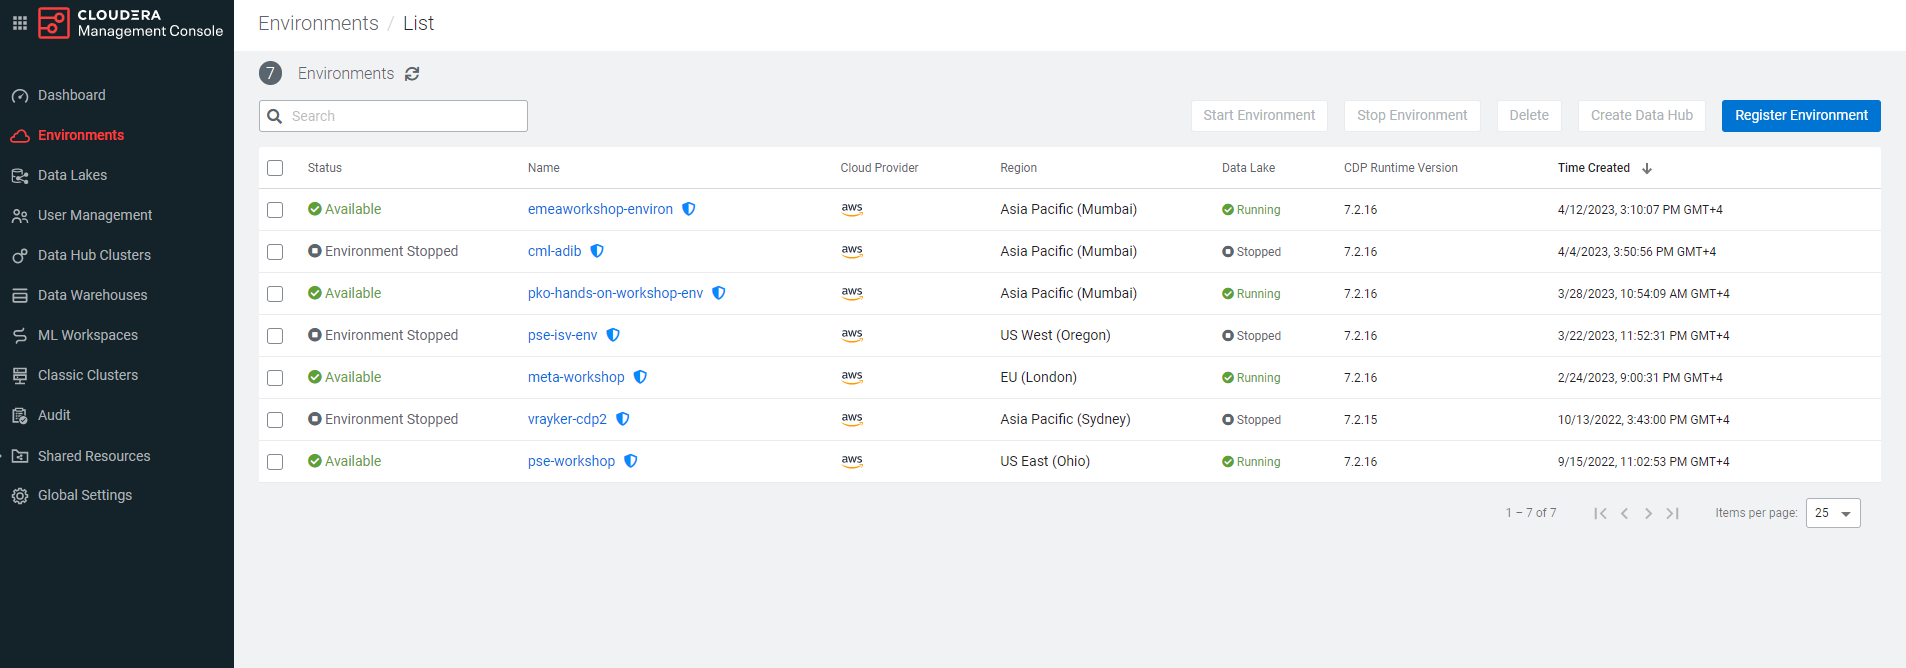 CLOUDERA
Management Console
Dashboard
Environments
Data Lakes
User Management
Data Hub Clusters
Data Warehouses
ML Workspaces
Classic Clusters
Audit
Shared Resources
Global Settings
Environments / List
7 Environments
Search
Start Environment Stop Environment Delete Create Data Hub Register Environment
Status Name Cloud Provider Region Data Lake CDP Runtime Version Time Created
Available emeaworkshop-environ aws Asia Pacific (Mumbai) Running 7.2.16 4/12/2023, 3:10:07 PM GMT+4
Environment Stopped cml-adib aws Asia Pacific (Mumbai) Stopped 7.2.16 4/4/2023, 3:50:56 PM GMT+4
Available pko-hands-on-workshop-env aws Asia Pacific (Mumbai) Running 7.2.16 3/28/2023, 10:54:09 AM GMT+4
Environment Stopped pse-isv-env aws US West (Oregon) Stopped 7.2.16 3/22/2023, 11:52:31 PM GMT+4
Available meta-workshop aws EU (London) Running 7.2.16 2/24/2023, 9:00:31 PM GMT+4
Environment Stopped vrayker-cdp2 aws Asia Pacific (Sydney) Stopped 7.2.15 10/13/2022, 3:43:00 PM GMT+4
Available pse-workshop aws US East (Ohio) Running 7.2.16 9/15/2022, 11:02:53 PM GMT+4
1 – 7 of 7 Items per page: 25